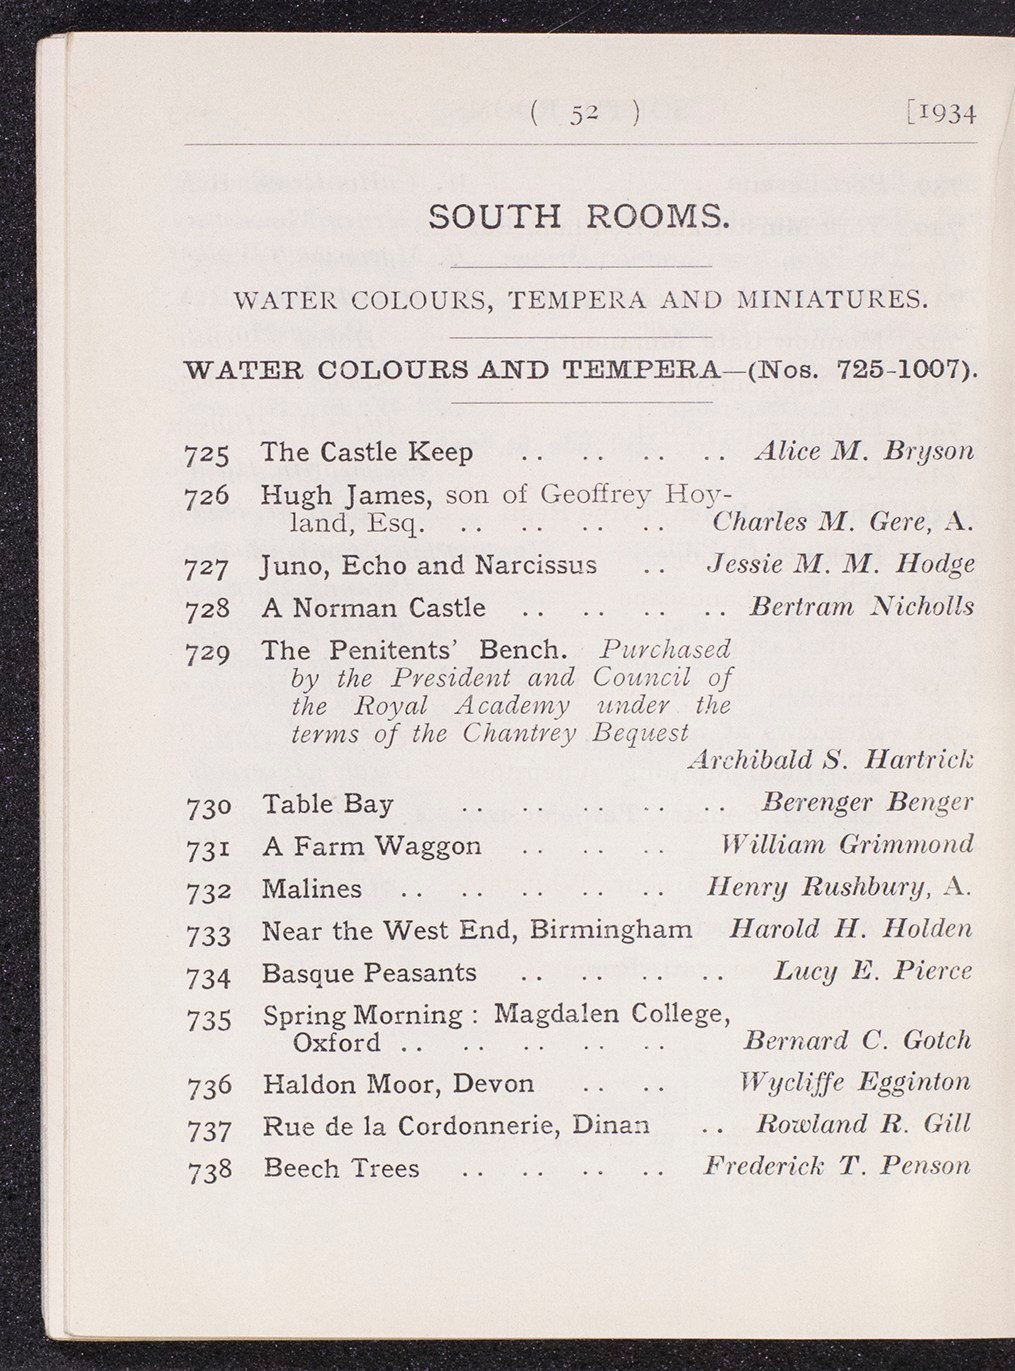 ( 52 ) [1934
SOUTH ROOMS.
WATER COLOURS, TEMPERA AND MINIATURES.
WATER COLOURS AND TEMPERA—(Nos. 725-1007).
725 The Castle Keep .. .. .. .. Alice M. Bryson
726 Hugh James, son of Geoffrey Hoy-
land, Esq. .. .. .. .. Charles M. Gere, A.
727 Juno, Echo and Narcissus .. Jessie M. M. Hodge
728 A Norman Castle .. .. .. .. Bertram Nicholls
729 The Penitents' Bench. Purchased
by the President and Council of
the Royal Academy under the
terms of the Chantrey Bequest
Archibald S. Hartrick
730 Table Bay .. .. .. .. .. Berenger Benger
731 A Farm Waggon .. .. .. William Grimmond
732 Malines .. .. .. .. .. Henry Rushbury, A.
733 Near the West End, Birmingham Harold H. Holden
734 Basque Peasants .. .. .. .. Lucy E. Pierce
735 Spring Morning : Magdalen College,
Oxford .. .. .. .. .. Bernard C. Gotch
736 Haldon Moor, Devon .. .. Wycliffe Egginton
737 Rue de la Cordonnerie, Dinan .. Rowland R. Gill
738 Beech Trees .. .. .. .. Frederick T. Penson